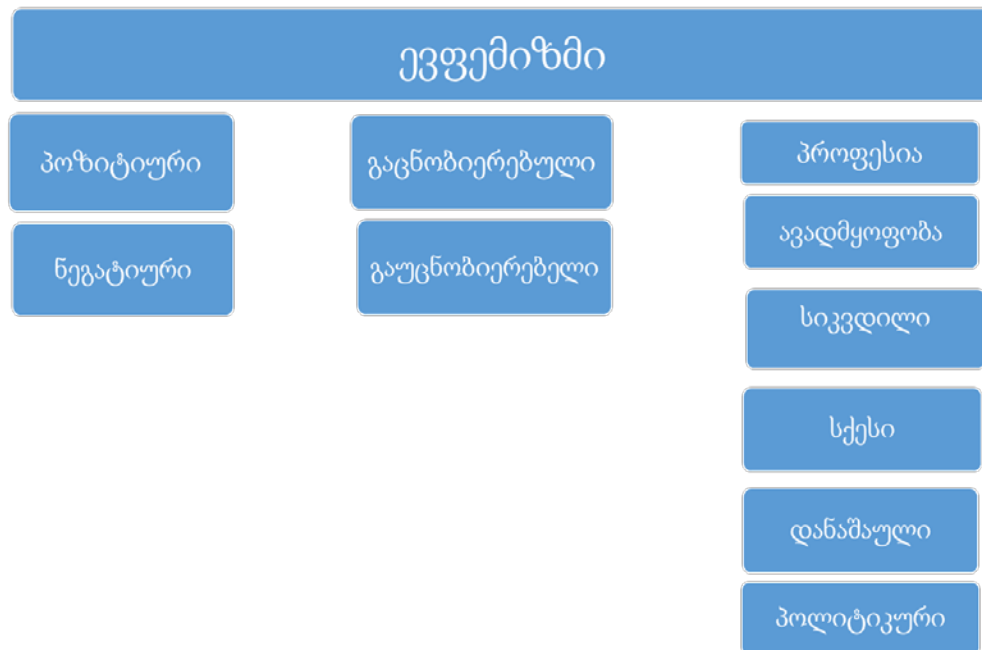 ევფემიზმი
პოზიტიური
ნეგატიური
გაცნობიერებული
გაუცნობიერებელი
პროფესია
ავადმყოფობა
სიკვდილი
სქესი
დანაშაული
პოლიტიკური